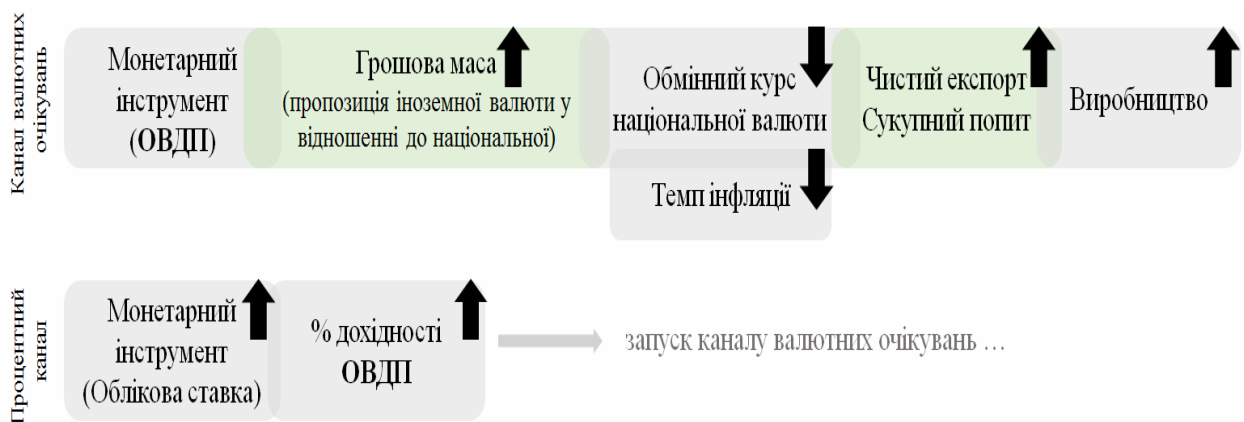 Канал валютних
очікувань
Монетарний
інструмент
(ОВДП)
Грошова маса
(пропозиція іноземної валюти у
відношенні до національної)
Обмінний курс
національної валюти
Темп інфляції
Чистий експорт
Сукупний попит
Виробництво
Процентний
канал
Монетарний
інструмент
(Облікова ставка)
% дохідності
ОВДП
запуск каналу валютних очікувань ...